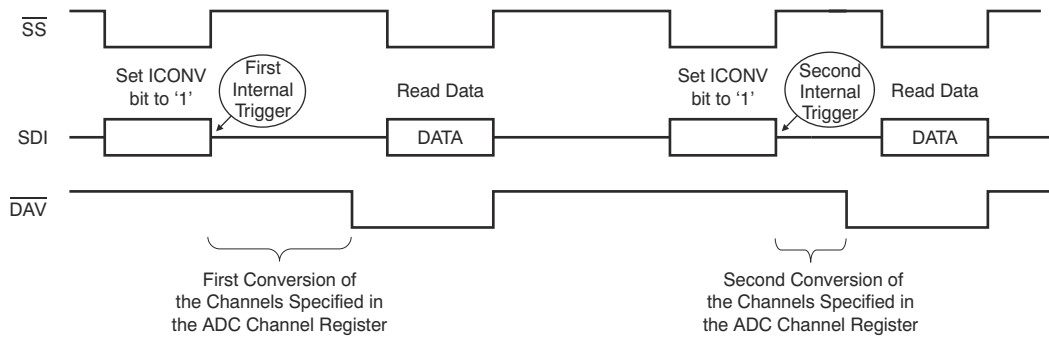 SS
Set ICONV
bit to ‘1’
First
Internal
Trigger
Read Data
Set ICONV
bit to ‘1’
Second
Internal
Trigger
Read Data
SDI
DATA
DATA
DAV
First Conversion of
the Channels Specified in
the ADC Channel Register
Second Conversion of
the Channels Specified in
the ADC Channel Register